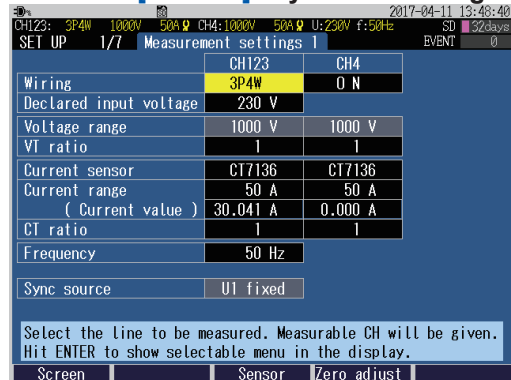 2017-04-11 13:48:40
CH123: 3P4W 1000V 50A CH4:1000V 50A U:230V f:50Hz SD 32days
SET UP 1/7 Measurement settings 1 EVENT 0
CH123 CH4
Wiring 3P4W ON
Declared input voltage 230 V
Voltage range 1000 V 1000 V
VT ratio 1 1
Current sensor CT7136 CT7136
Current range 50 A 50 A
( Current value ) 30.041 A 0.000 A
CT ratio 1 1
Frequency 50 Hz
Sync source U1 fixed
Select the line to be measured. Measurable CH will be given.
Hit ENTER to show selectable menu in the display.
Screen Sensor Zero adjust